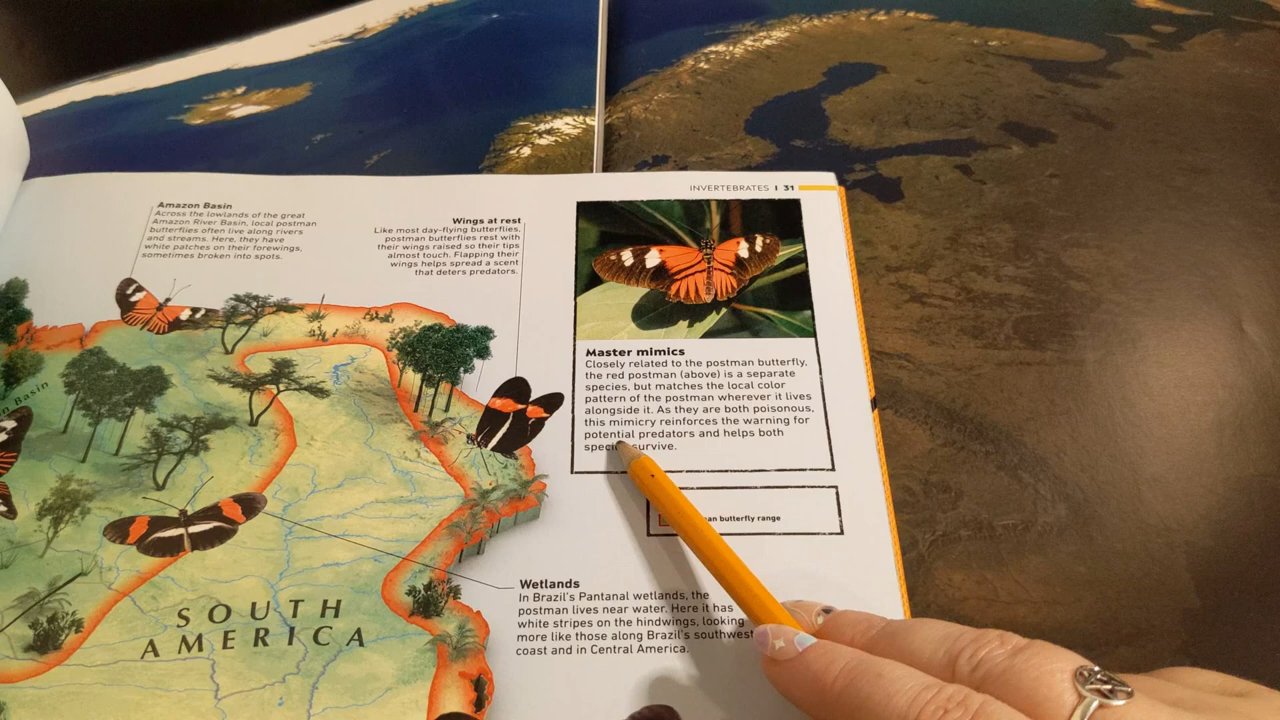 INVERTEBRATES | 31
Amazon Basin
Across the lowlands of the great
Amazon River Basin, local postman
butterflies often live along rivers
and streams. Here, they have
white patches on their forewings,
sometimes broken into spots.
Wings at rest
Like most day-flying butterflies,
postman butterflies rest with
their wings raised so their tips
almost touch. Flapping their
wings helps spread a scent
that deters predators.
Master mimics
Closely related to the postman butterfly,
the red postman (above) is a separate
species, but matches the local color
pattern of the postman wherever it lives
alongside it. As they are both poisonous,
this mimicry reinforces the warning for
potential predators and helps both
survive.
butterfly range
Basin
SOUTH
AMERICA
Wetlands
In Brazil's Pantanal wetlands, the
postman lives near water. Here it has
white stripes on the hindwings, looking
more like those along Brazil's southwest
coast and in Central America.